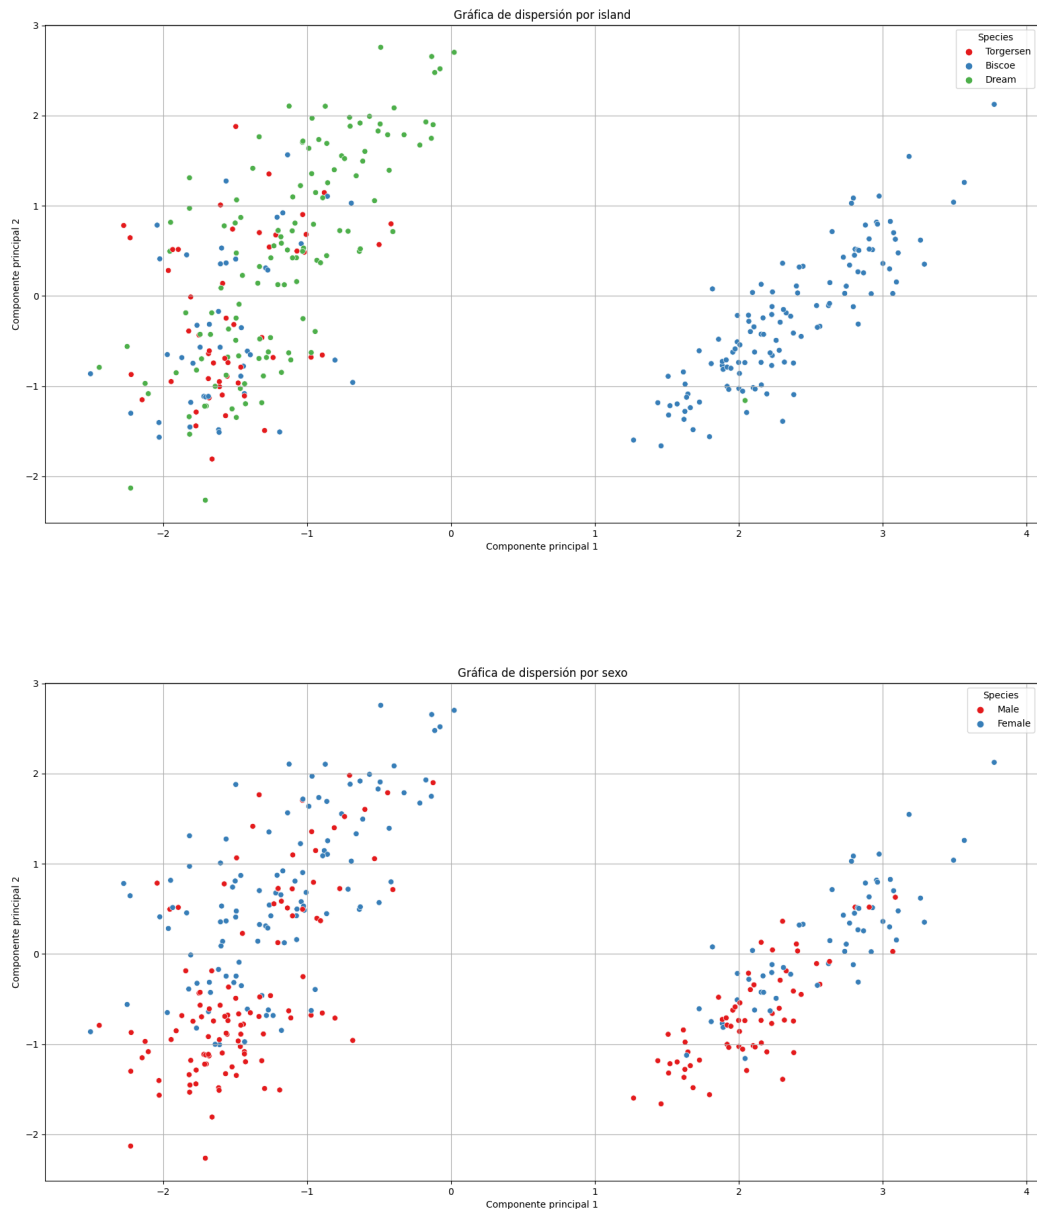 Gráfica de dispersión por island
3
2
1
0
−1
−2
Componente principal 2
Species
Torgersen
Biscoe
Dream
−2
−1
0
1
2
3
4
Componente principal 1
Gráfica de dispersión por sexo
3
2
1
0
−1
−2
Componente principal 2
Species
Male
Female
−2
−1
0
1
2
3
4
Componente principal 1